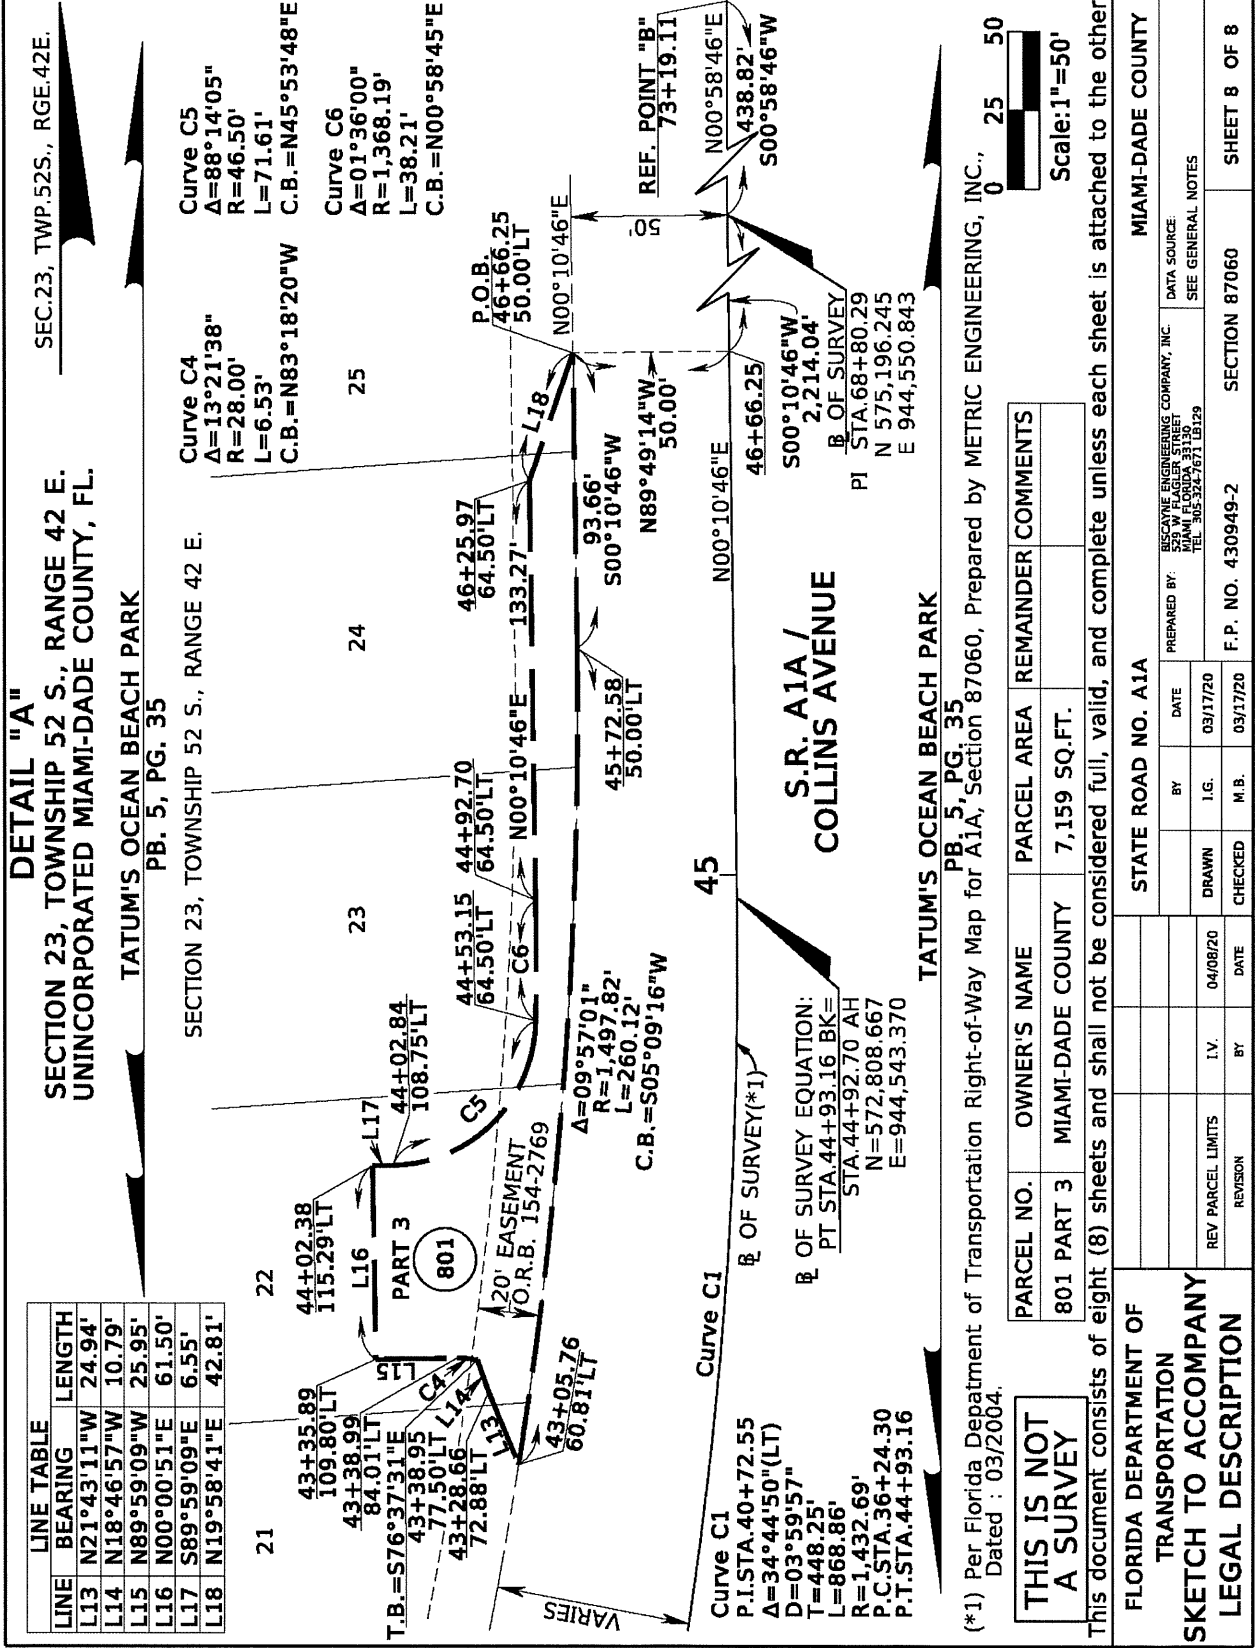 DETAIL "A"
SECTION 23, TOWNSHIP 52 S., RANGE 42 E.
UNINCORPORATED MIAMI-DADE COUNTY, FL.
SEC.23, TWP.52S., RGE.42E.
TATUM'S OCEAN BEACH PARK
PB. 5, PG. 35
SECTION 23, TOWNSHIP 52 S., RANGE 42 E.
LINE TABLE
LINE BEARING LENGTH
L13 N21°43'11"W 24.94'
L14 N18°46'57"W 10.79'
L15 N89°59'09"W 25.95'
L16 N00°00'51"E 61.50'
L17 S89°59'09"E 6.55'
L18 N19°58'41"E 42.81'
Curve C4
Δ=13°21'38"
R=28.00'
L=6.53'
C.B.=N83°18'20"W
Curve C5
Δ=88°14'05"
R=46.50'
L=71.61'
C.B.=N45°53'48"E
Curve C6
Δ=01°36'00"
R=1,368.19'
L=38.21'
C.B.=N00°58'45"E
21
22
23
24
25
43+35.89
109.80'LT
43+38.99
84.01'LT
T.B.=S76°37'31"E
43+38.95
77.50'LT
43+28.66
72.88'LT
L13
L14
C4
L15
L16
L17
44+02.38
115.29'LT
44+02.84
108.75'LT
PART 3
801
C5
20' EASEMENT
O.R.B. 154-2769
43+05.76
60.81'LT
44+53.15
64.50'LT
C6
44+92.70
64.50'LT
N00°10'46"E
133.27'
46+25.97
64.50'LT
L18
P.O.B.
46+66.25
50.00'LT
N00°10'46"E
50'
REF. POINT "B"
73+19.11
N00°58'46"E
438.82'
S00°58'46"W
Δ=09°57'01"
R=1,497.82'
L=260.12'
C.B.=S05°09'16"W
45+72.58
50.00'LT
93.66'
S00°10'46"W
N89°49'14"W
50.00'
N00°10'46"E
46+66.25
S00°10'46"W
2,214.04'
℄ OF SURVEY
PI STA.68+80.29
N 575,196.245
E 944,550.843
45
S.R. A1A /
COLLINS AVENUE
VARIES
Curve C1
℄ OF SURVEY(*1)
℄ OF SURVEY EQUATION:
PT STA.44+93.16 BK=
STA.44+92.70 AH
N=572,808.667
E=944,543.370
Curve C1
P.I.STA.40+72.55
Δ=34°44'50"(LT)
D=03°59'57"
T=448.25'
L=868.86'
R=1,432.69'
P.C.STA.36+24.30
P.T.STA.44+93.16
TATUM'S OCEAN BEACH PARK
PB. 5, PG. 35
(*1) Per Florida Depatment of Transportation Right-of-Way Map for A1A, Section 87060, Prepared by METRIC ENGINEERING, INC.,
Dated : 03/2004.
0 25 50
Scale:1"=50'
THIS IS NOT
A SURVEY
PARCEL NO. OWNER'S NAME PARCEL AREA REMAINDER COMMENTS
801 PART 3 MIAMI-DADE COUNTY 7,159 SQ.FT.
This document consists of eight (8) sheets and shall not be considered full, valid, and complete unless each sheet is attached to the other
FLORIDA DEPARTMENT OF
TRANSPORTATION
SKETCH TO ACCOMPANY
LEGAL DESCRIPTION
REV PARCEL LIMITS I.V. 04/08/20
REVISION BY DATE
STATE ROAD NO. A1A
MIAMI-DADE COUNTY
BY DATE
DRAWN I.G. 03/17/20
CHECKED M.B. 03/17/20
PREPARED BY:
BISCAYNE ENGINEERING COMPANY, INC.
529 W FLAGLER STREET
MIAMI, FLORIDA 33130
TEL. 305-324-7671 LB129
DATA SOURCE:
SEE GENERAL NOTES
F.P. NO. 430949-2 SECTION 87060 SHEET 8 OF 8